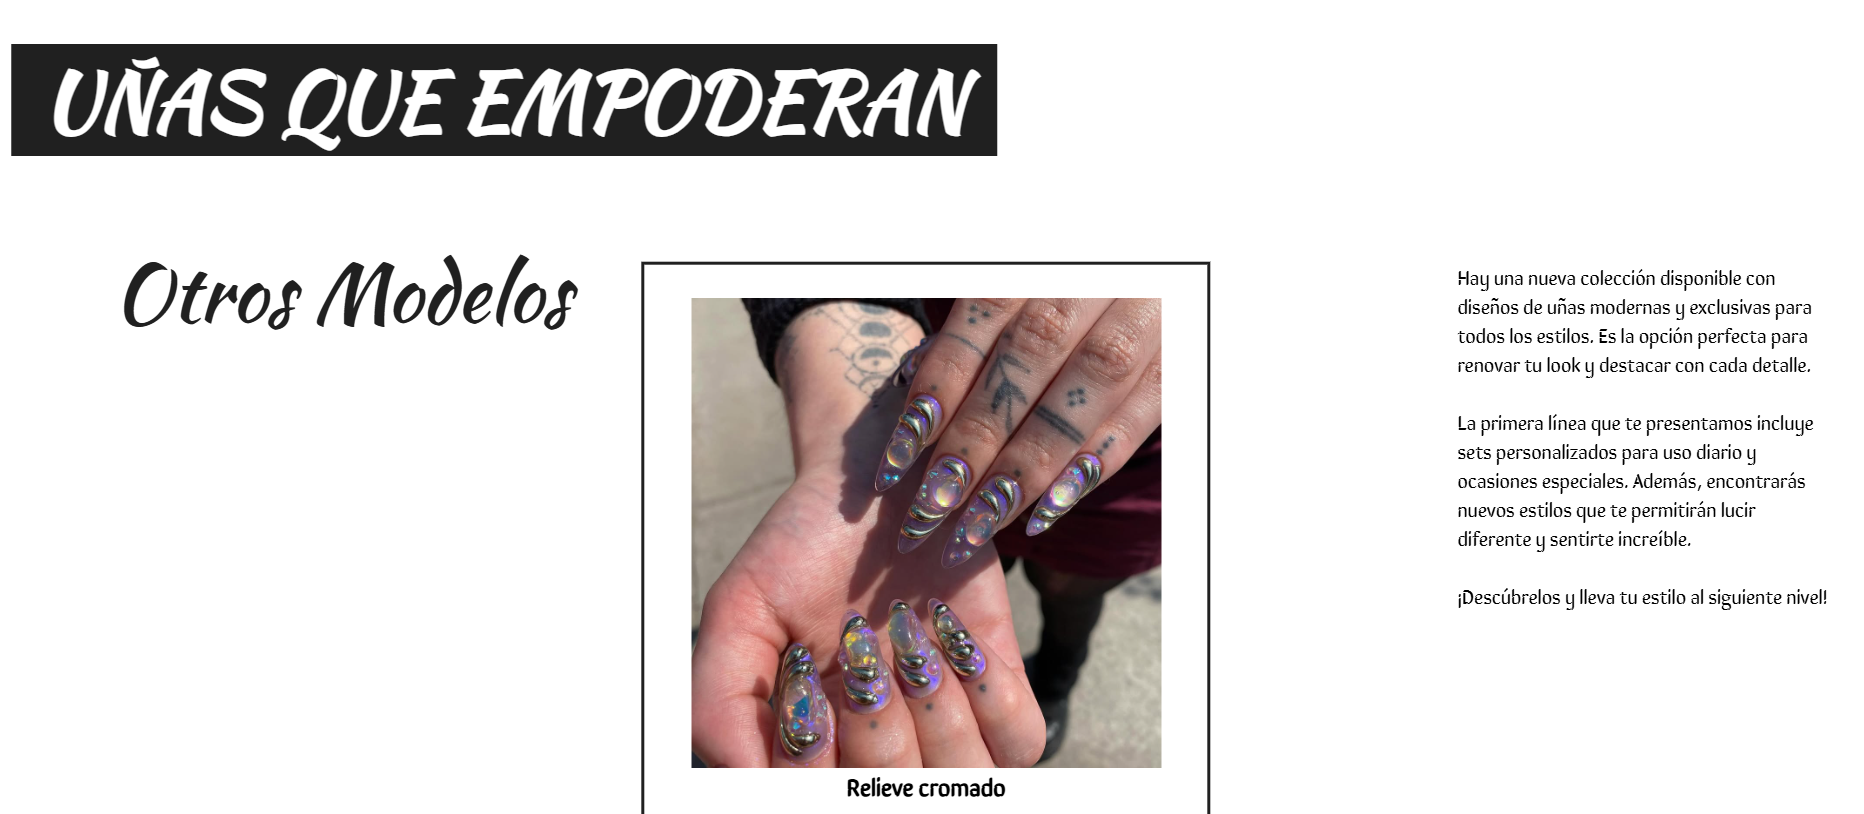 UÑAS QUE EMPODERAN
Otros Modelos
Relieve cromado
Hay una nueva colección disponible con
diseños de uñas modernas y exclusivas para
todos los estilos. Es la opción perfecta para
renovar tu look y destacar con cada detalle.
La primera línea que te presentamos incluye
sets personalizados para uso diario y
ocasiones especiales. Además, encontrarás
nuevos estilos que te permitirán lucir
diferente y sentirte increíble.
¡Descúbrelos y lleva tu estilo al siguiente nivel!